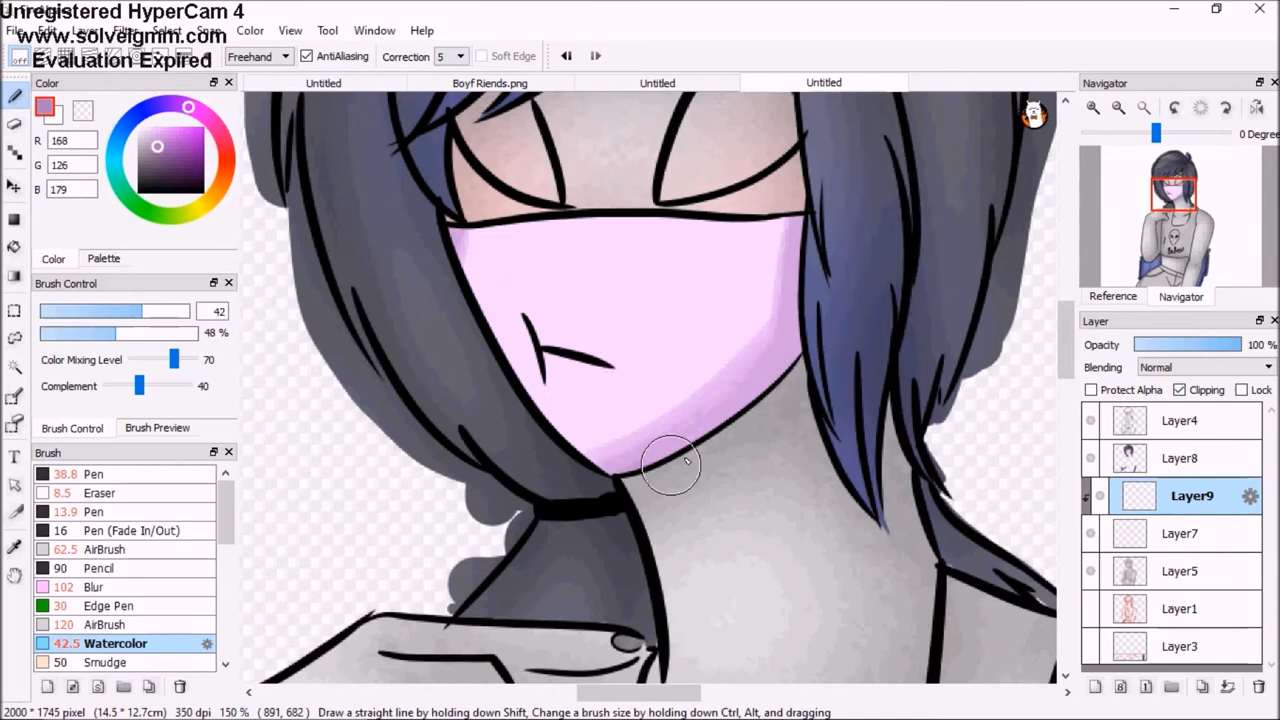 Unregistered HyperCam 4
www.solveigmm.com
Evaluation Expired
File Edit Layer Filter Select Snap Color View Tool Window Help
off Freehand AntiAliasing Correction 5 Soft Edge
Color
Untitled Boyf Riends.png Untitled Untitled
Navigator
R 168
G 126
B 179
0 Degree
Color Palette
Brush Control
42
48 %
Color Mixing Level 70
Complement 40
Brush Control Brush Preview
Brush
38.8 Pen
8.5 Eraser
13.9 Pen
16 Pen (Fade In/Out)
62.5 AirBrush
90 Pencil
102 Blur
30 Edge Pen
120 AirBrush
42.5 Watercolor
50 Smudge
Reference Navigator
Layer
Opacity 100 %
Blending Normal
Protect Alpha Clipping Lock
Layer4
Layer8
Layer9
Layer7
Layer5
Layer1
Layer3
2000 * 1745 pixel (14.5 * 12.7cm) 350 dpi 150 % ( 891, 682 ) Draw a straight line by holding down Shift, Change a brush size by holding down Ctrl, Alt, and dragging